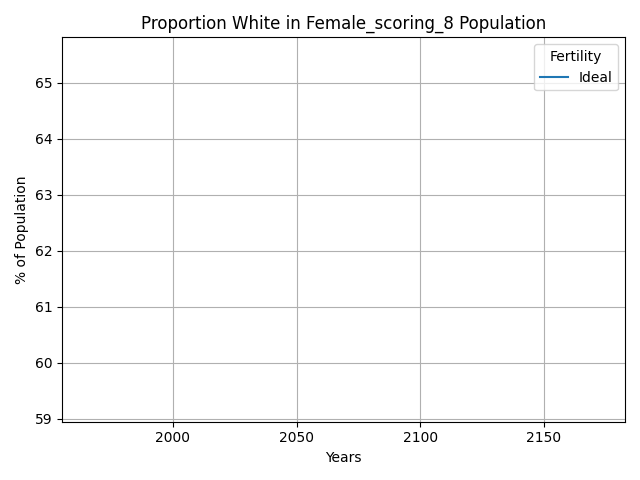 Proportion White in Female_scoring_8 Population
Fertility
Ideal
65
64
63
62
61
60
59
% of Population
2000 2050 2100 2150
Years